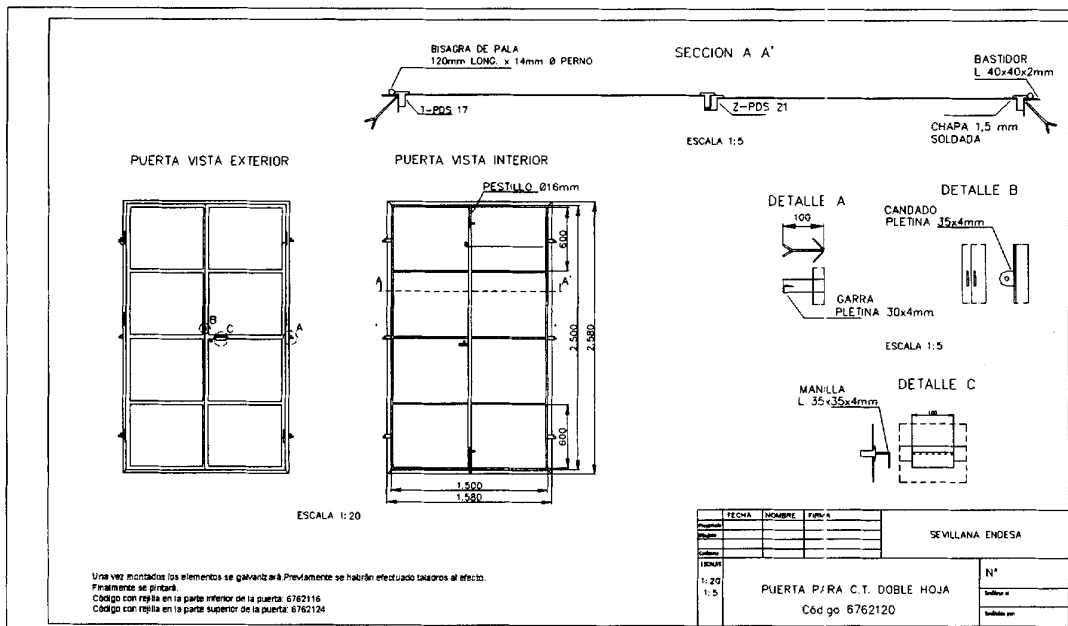 BISAGRA DE PALA
120mm LONG. x 14mm Ø PERNO
SECCION A A'
BASTIDOR
L 40x40x2mm
1-PDS 17
2-PDS 21
CHAPA 1,5 mm
SOLDADA
ESCALA 1:5
PUERTA VISTA EXTERIOR
PUERTA VISTA INTERIOR
PESTILLO Ø16mm
600
A
A'
2.500
2.580
B
C
A
600
1.500
1.580
ESCALA 1:20
DETALLE A
100
GARRA
PLETINA 30x4mm
DETALLE B
CANDADO
PLETINA 35x4mm
ESCALA 1:5
DETALLE C
MANILLA
L 35x35x4mm
100
FECHA NOMBRE FIRMA
SEVILLANA ENDESA
1:20
1:5
PUERTA P/RA C.T. DOBLE HOJA
Cód go 6762120
N°
Una vez montados los elementos se galvanizará.Previamente se habrán efectuado taladros al efecto.
Finalmente se pintará.
Código con rejilla en la parte inferior de la puerta: 6762116
Código con rejilla en la parte superior de la puerta: 6762124